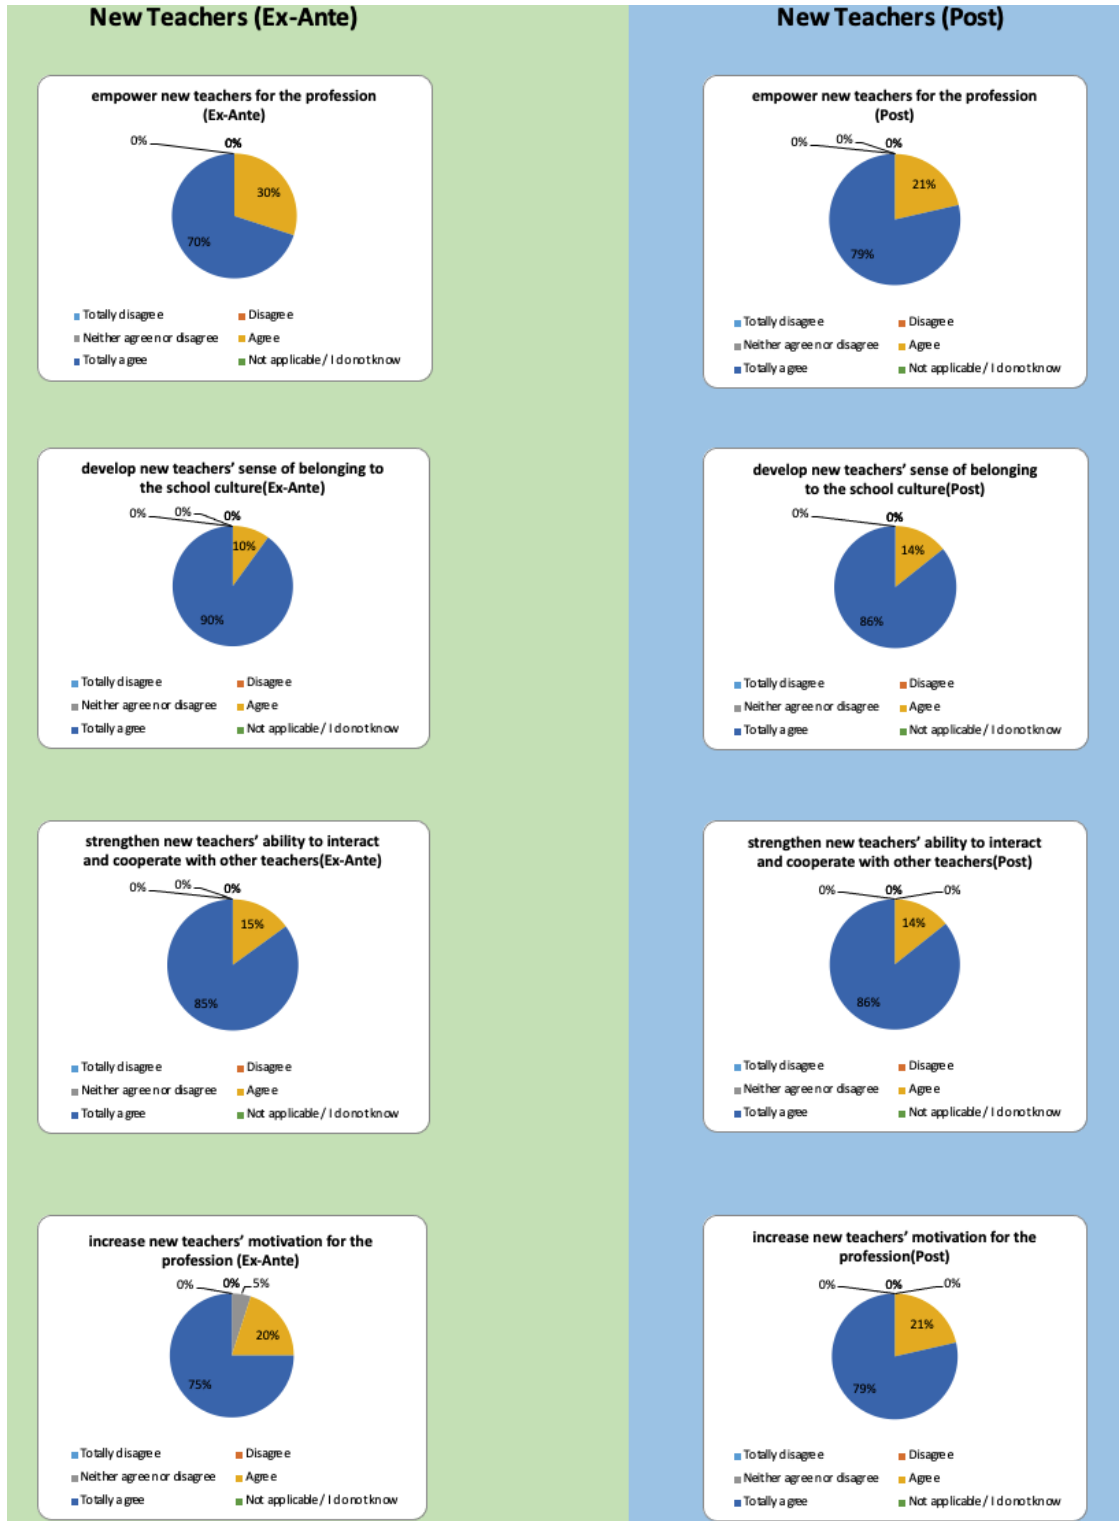 New Teachers (Ex-Ante)
empower new teachers for the profession
(Ex-Ante)
0% 0%
30%
70%
Totally disagree Disagree
Neither agree nor disagree Agree
Totally agree Not applicable / I do not know
develop new teachers' sense of belonging to
the school culture(Ex-Ante)
0% 0% 0%
10%
90%
Totally disagree Disagree
Neither agree nor disagree Agree
Totally agree Not applicable / I do not know
strengthen new teachers' ability to interact
and cooperate with other teachers(Ex-Ante)
0% 0% 0%
15%
85%
Totally disagree Disagree
Neither agree nor disagree Agree
Totally agree Not applicable / I do not know
increase new teachers' motivation for the
profession (Ex-Ante)
0% 0% 5%
20%
75%
Totally disagree Disagree
Neither agree nor disagree Agree
Totally agree Not applicable / I do not know
New Teachers (Post)
empower new teachers for the profession
(Post)
0% 0% 0%
21%
79%
Totally disagree Disagree
Neither agree nor disagree Agree
Totally agree Not applicable / I do not know
develop new teachers' sense of belonging
to the school culture(Post)
0% 0%
14%
86%
Totally disagree Disagree
Neither agree nor disagree Agree
Totally agree Not applicable / I do not know
strengthen new teachers' ability to interact
and cooperate with other teachers(Post)
0% 0% 0%
14%
86%
Totally disagree Disagree
Neither agree nor disagree Agree
Totally agree Not applicable / I do not know
increase new teachers' motivation for the
profession(Post)
0% 0% 0%
21%
79%
Totally disagree Disagree
Neither agree nor disagree Agree
Totally agree Not applicable / I do not know